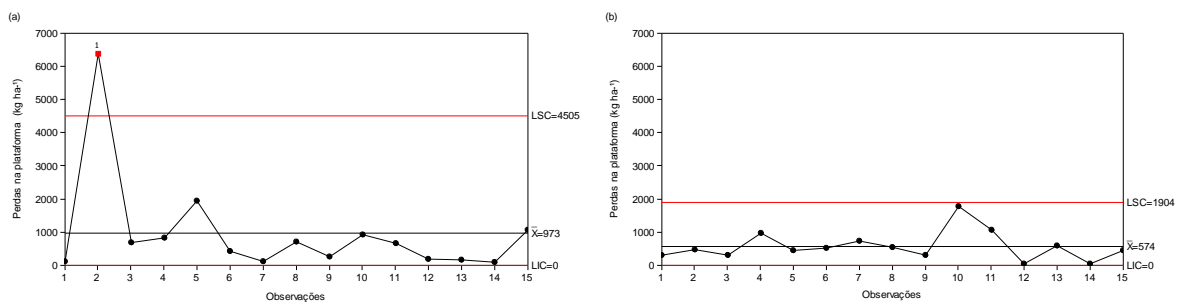 (a)
Perdas na plataforma (kg ha-¹)
7000
6000
5000
4000
3000
2000
1000
0
1
LSC=4505
X̅=973
LIC=0
1 2 3 4 5 6 7 8 9 10 11 12 13 14 15
Observações
(b)
Perdas na plataforma (kg ha-¹)
7000
6000
5000
4000
3000
2000
1000
0
LSC=1904
X̅=574
LIC=0
1 2 3 4 5 6 7 8 9 10 11 12 13 14 15
Observações